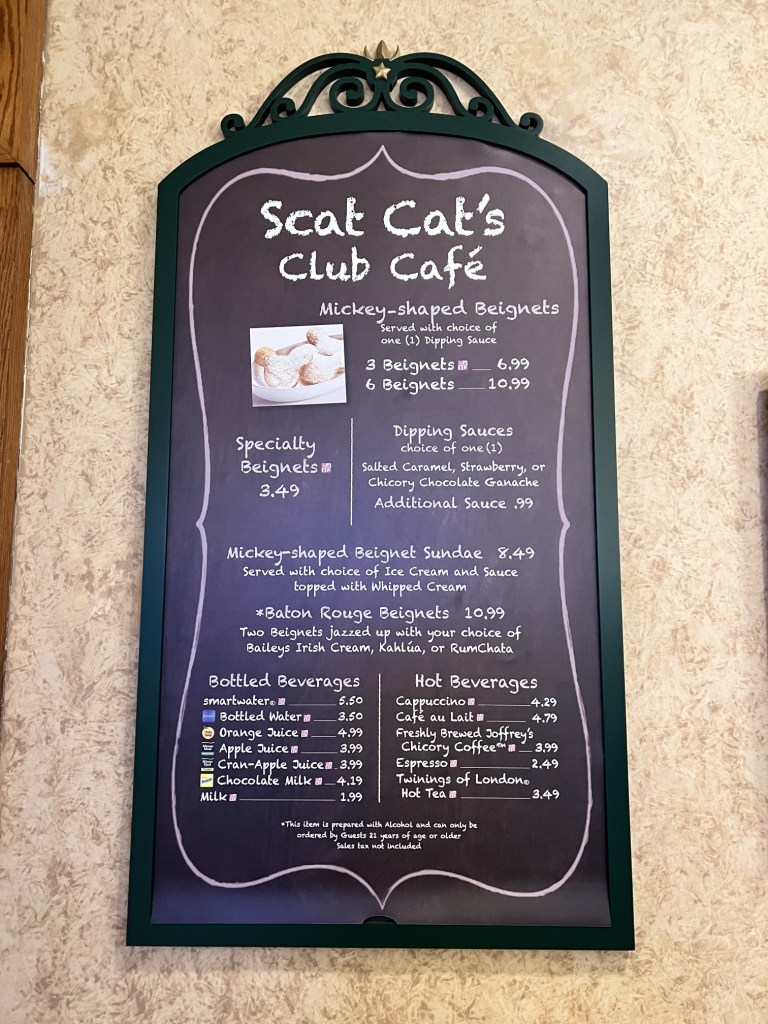 Scat Cat's
Club Café
Mickey-shaped Beignets
Served with choice of
one (1) Dipping Sauce
3 Beignets 6.99
6 Beignets 10.99
Specialty
Beignets
3.49
Dipping Sauces
choice of one (1)
Salted Caramel, Strawberry, or
Chicory Chocolate Ganache
Additional Sauce .99
Mickey-shaped Beignet Sundae 8.49
Served with choice of Ice Cream and Sauce
topped with Whipped Cream
*Baton Rouge Beignets 10.99
Two Beignets jazzed up with your choice of
Baileys Irish Cream, Kahlúa, or RumChata
Bottled Beverages
smartwater® 5.50
Bottled Water 3.50
Orange Juice 4.99
Apple Juice 3.99
Cran-Apple Juice 3.99
Chocolate Milk 4.19
Milk 1.99
Hot Beverages
Cappuccino 4.29
Café au Lait 4.79
Freshly Brewed Joffrey's
Chicory Coffee™ 3.99
Espresso 2.49
Twinings of London®
Hot Tea 3.49
*This item is prepared with Alcohol and can only be
ordered by Guests 21 years of age or older
Sales tax not included